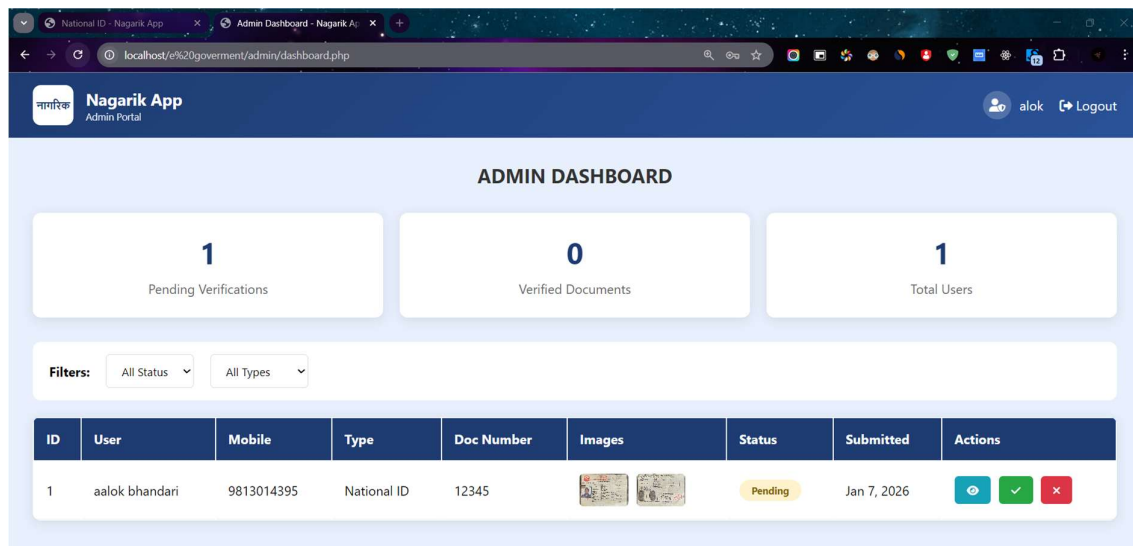 National ID - Nagarik App
Admin Dashboard - Nagarik Ap
localhost/e%20goverment/admin/dashboard.php
12
नागरिक
Nagarik App
Admin Portal
alok
Logout
ADMIN DASHBOARD
1
Pending Verifications
0
Verified Documents
1
Total Users
Filters: All Status All Types
ID User Mobile Type Doc Number Images Status Submitted Actions
1 aalok bhandari 9813014395 National ID 12345 Pending Jan 7, 2026